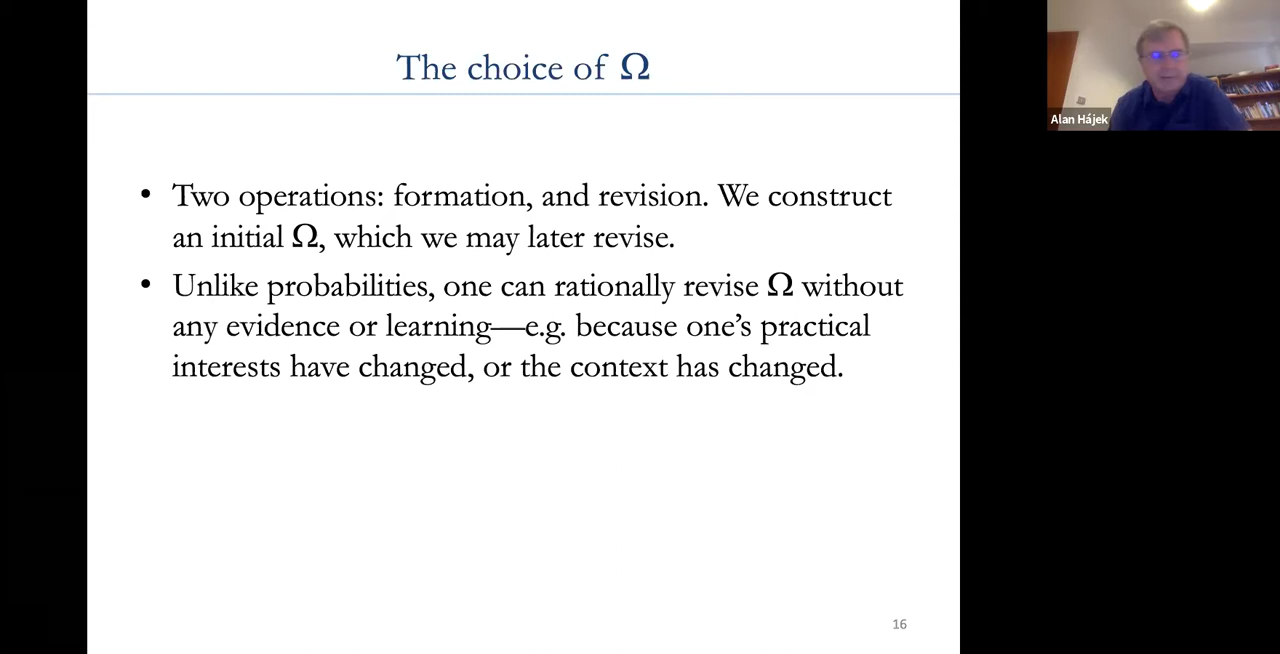 The choice of Ω
Alan Hájek
• Two operations: formation, and revision. We construct
an initial Ω, which we may later revise.
• Unlike probabilities, one can rationally revise Ω without
any evidence or learning—e.g. because one’s practical
interests have changed, or the context has changed.
16